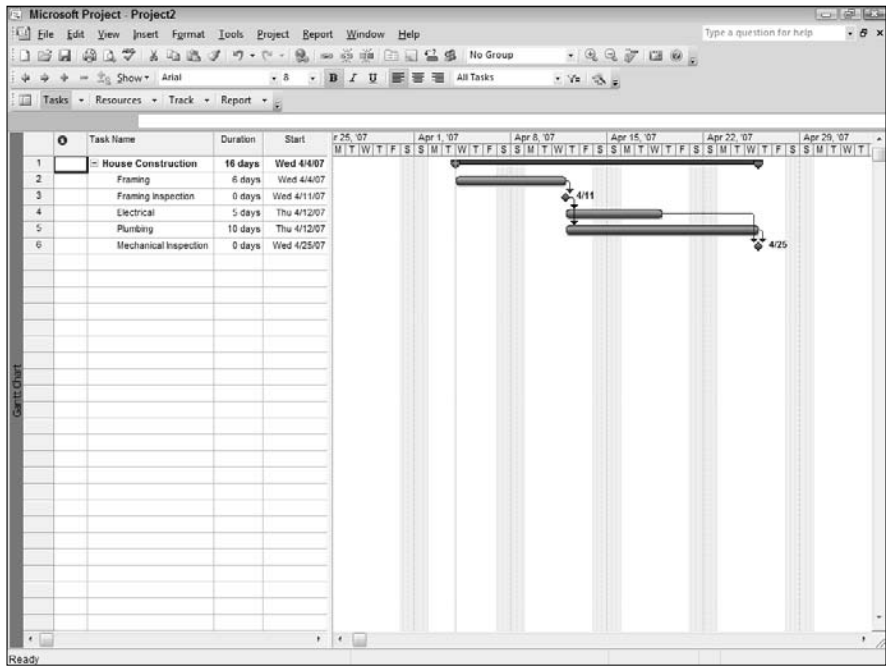 Microsoft Project - Project2
File Edit View Insert Format Tools Project Report Window Help Type a question for help
No Group
Show Arial 8 B I U All Tasks
Tasks Resources Track Report
Task Name Duration Start r 25, '07 Apr 1, '07 Apr 8, '07 Apr 15, '07 Apr 22, '07 Apr 29, '07
M T W T F S S M T W T F S S M T W T F S S M T W T F S S M T W T F S S M T W T
1 House Construction 16 days Wed 4/4/07
2 Framing 6 days Wed 4/4/07
3 Framing Inspection 0 days Wed 4/11/07 4/11
4 Electrical 5 days Thu 4/12/07
5 Plumbing 10 days Thu 4/12/07
6 Mechanical Inspection 0 days Wed 4/25/07 4/25
Gantt Chart
Ready